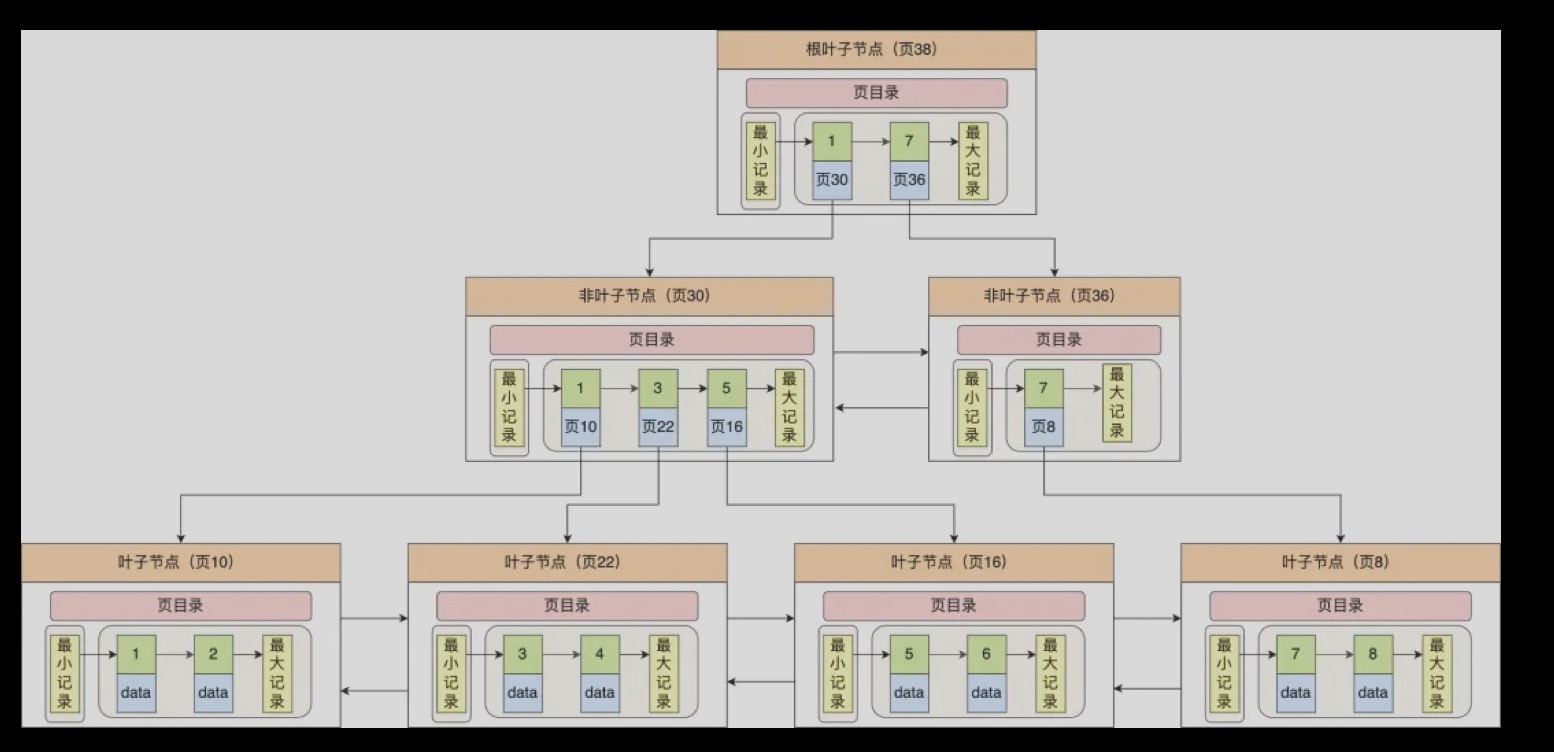 根叶子节点（页38）
页目录
最小记录
1
7
最大记录
页30
页36
非叶子节点（页30）
页目录
最小记录
1
3
5
最大记录
页10
页22
页16
非叶子节点（页36）
页目录
最小记录
7
最大记录
页8
叶子节点（页10）
页目录
最小记录
1
2
最大记录
data
data
叶子节点（页22）
页目录
最小记录
3
4
最大记录
data
data
叶子节点（页16）
页目录
最小记录
5
6
最大记录
data
data
叶子节点（页8）
页目录
最小记录
7
8
最大记录
data
data